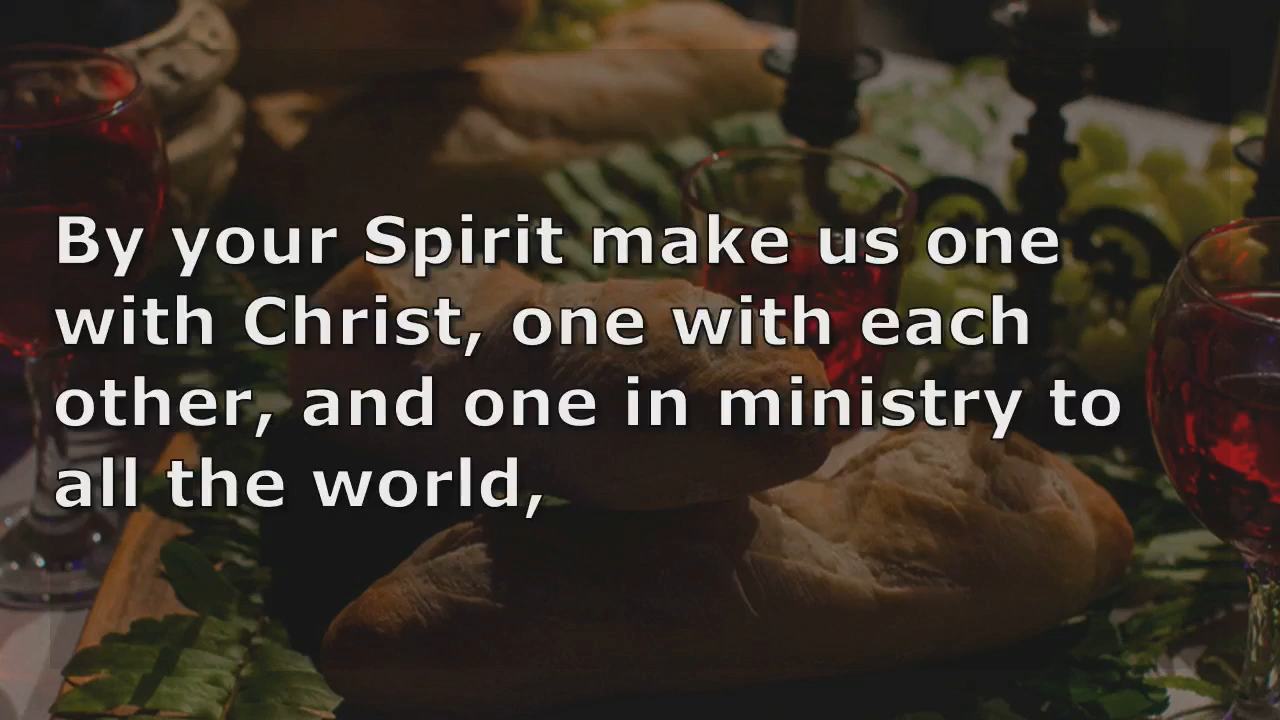 By your Spirit make us one
with Christ, one with each
other, and one in ministry to
all the world,